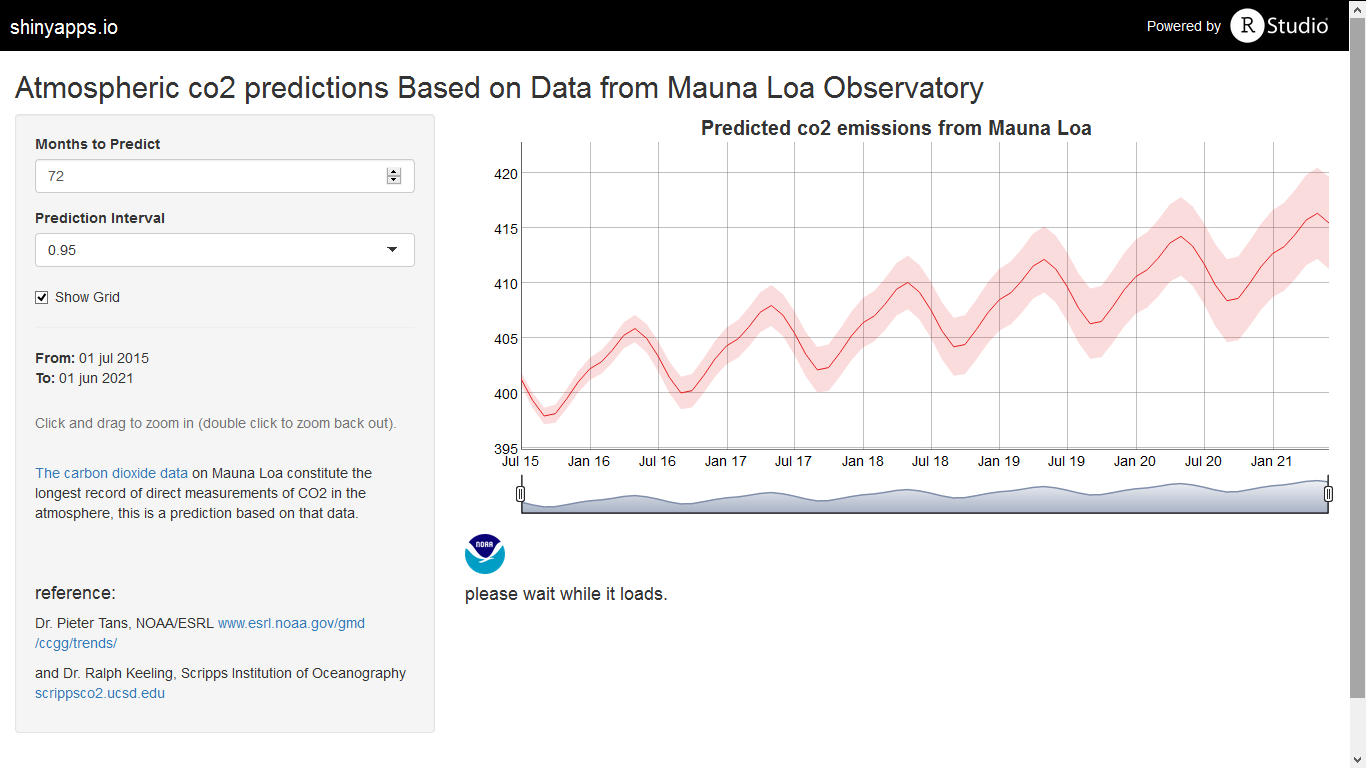 shinyapps.io
Powered by R Studio
Atmospheric co2 predictions Based on Data from Mauna Loa Observatory
Months to Predict
72
Prediction Interval
0.95
Show Grid
From: 01 jul 2015
To: 01 jun 2021
Click and drag to zoom in (double click to zoom back out).
The carbon dioxide data on Mauna Loa constitute the
longest record of direct measurements of CO2 in the
atmosphere, this is a prediction based on that data.
reference:
Dr. Pieter Tans, NOAA/ESRL www.esrl.noaa.gov/gmd
/ccgg/trends/
and Dr. Ralph Keeling, Scripps Institution of Oceanography
scrippsco2.ucsd.edu
Predicted co2 emissions from Mauna Loa
420
415
410
405
400
395
Jul 15 Jan 16 Jul 16 Jan 17 Jul 17 Jan 18 Jul 18 Jan 19 Jul 19 Jan 20 Jul 20 Jan 21
NOAA
please wait while it loads.